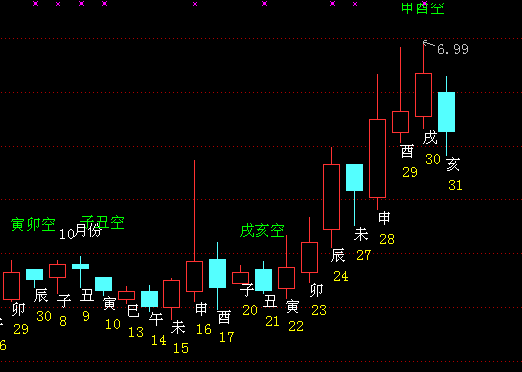 申酉空
6.99
寅卯空
子丑空
10月份
戌亥空
卯 29
辰 30
子 8
丑 9
寅 10
巳 13
午 14
未 15
申 16
酉 17
子 20
丑 21
寅 22
卯 23
辰 24
未 27
申 28
酉 29
戌 30
亥 31